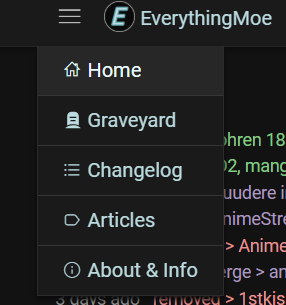 E EverythingMoe
Home
ohren 18
Graveyard
O2, mang
Changelog
uudere i
nimeStre
Articles
> Anime
erge > an
About & Info
3 days ago removed > 1stkis